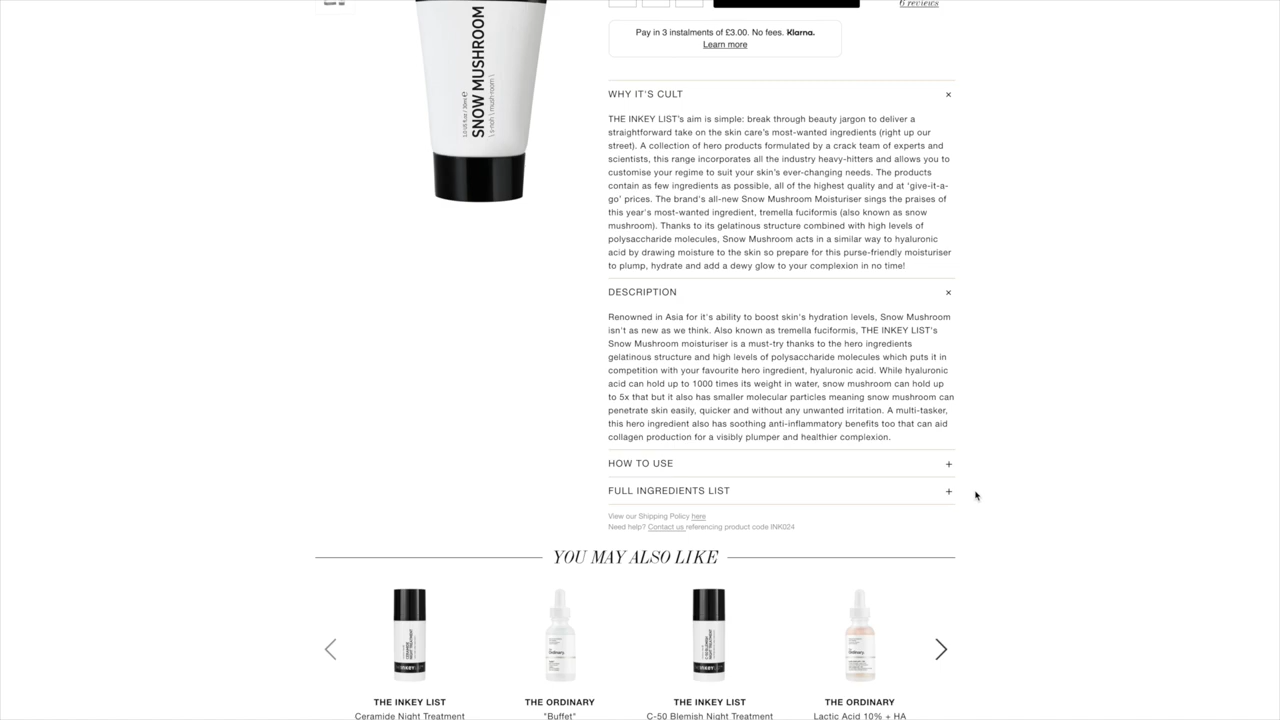 6 reviews
Pay in 3 instalments of £3.00. No fees. Klarna.
Learn more
SNOW MUSHROOM
WHY IT'S CULT
THE INKEY LIST's aim is simple: break through beauty jargon to deliver a
straightforward take on the skin care's most-wanted ingredients (right up our
street). A collection of hero products formulated by a crack team of experts and
scientists, this range incorporates all the industry heavy-hitters and allows you to
customise your regime to suit your skin's ever-changing needs. The products
contain as few ingredients as possible, all of the highest quality and at 'give-it-a-
go' prices. The brand's all-new Snow Mushroom Moisturiser sings the praises of
this year's most-wanted ingredient, tremella fuciformis (also known as snow
mushroom). Thanks to its gelatinous structure combined with high levels of
polysaccharide molecules, Snow Mushroom acts in a similar way to hyaluronic
acid by drawing moisture to the skin so prepare for this purse-friendly moisturiser
to plump, hydrate and add a dewy glow to your complexion in no time!
DESCRIPTION
Renowned in Asia for it's ability to boost skin's hydration levels, Snow Mushroom
isn't as new as we think. Also known as tremella fuciformis, THE INKEY LIST's
Snow Mushroom moisturiser is a must-try thanks to the hero ingredients
gelatinous structure and high levels of polysaccharide molecules which puts it in
competition with your favourite hero ingredient, hyaluronic acid. While hyaluronic
acid can hold up to 1000 times its weight in water, snow mushroom can hold up
to 5x that but it also has smaller molecular particles meaning snow mushroom can
penetrate skin easily, quicker and without any unwanted irritation. A multi-tasker,
this hero ingredient also has soothing anti-inflammatory benefits too that can aid
collagen production for a visibly plumper and healthier complexion.
HOW TO USE
FULL INGREDIENTS LIST
View our Shipping Policy here
Need help? Contact us referencing product code INK024
YOU MAY ALSO LIKE
THE INKEY LIST
Ceramide Night Treatment
THE ORDINARY
"Buffet"
THE INKEY LIST
C-50 Blemish Night Treatment
THE ORDINARY
Lactic Acid 10% + HA